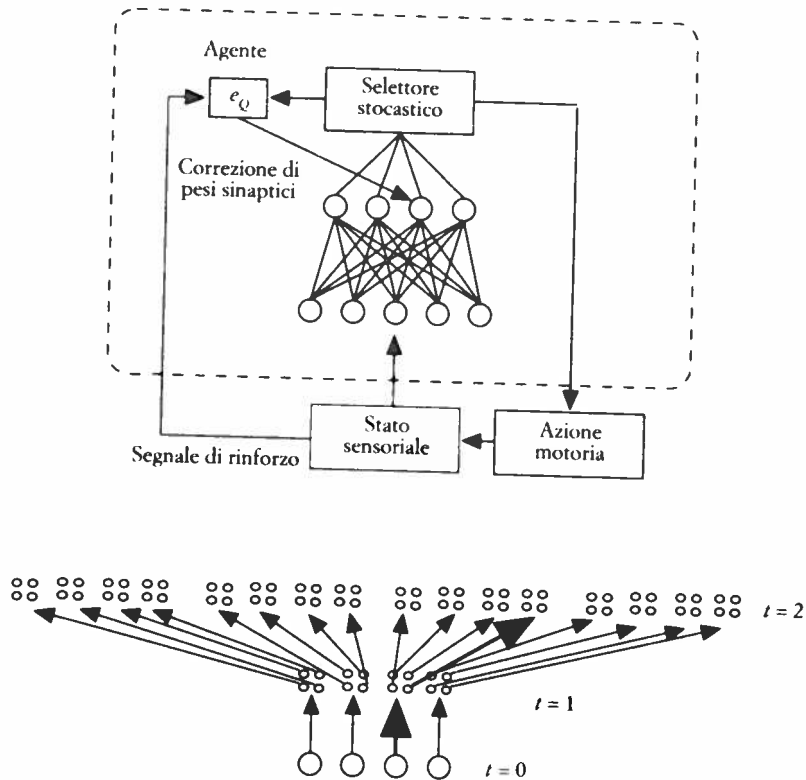 Agente
e_Q
Selettore
stocastico
Correzione di
pesi sinaptici
Stato
sensoriale
Azione
motoria
Segnale di rinforzo
t = 2
t = 1
t = 0